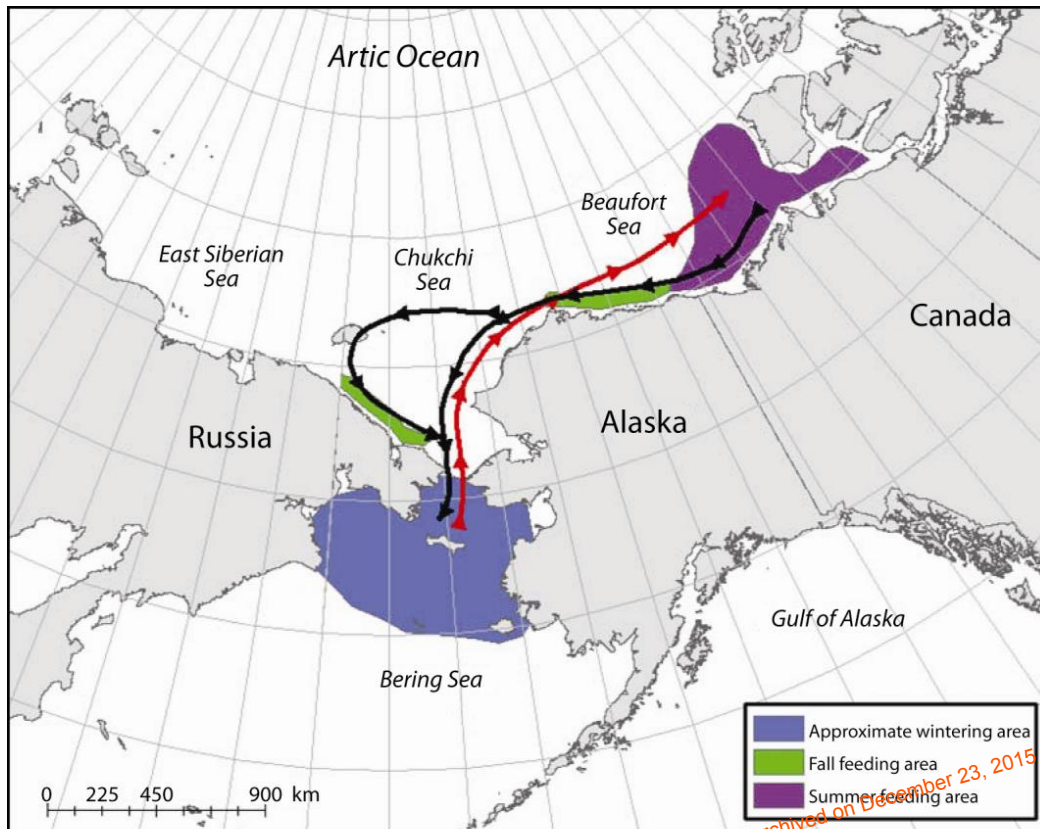 Artic Ocean
Beaufort
Sea
East Siberian
Sea
Chukchi
Sea
Canada
Russia
Alaska
Gulf of Alaska
Bering Sea
Approximate wintering area
Fall feeding area
Summer feeding area
0 225 450 900 km
chived on December 23, 2015